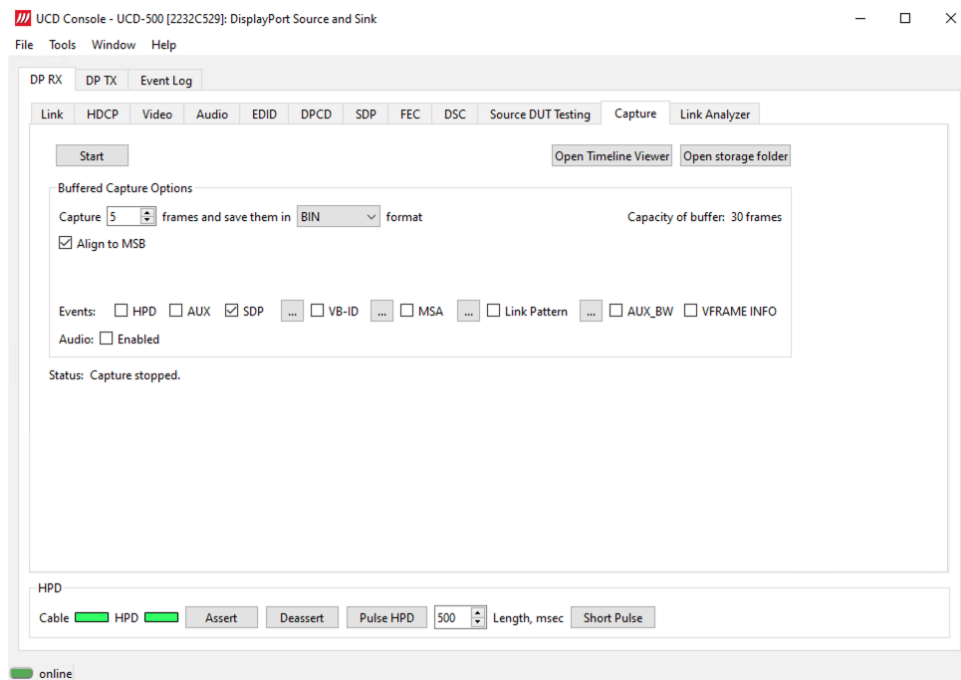 UCD Console - UCD-500 [2232C529]: DisplayPort Source and Sink
File Tools Window Help
DP RX DP TX Event Log
Link HDCP Video Audio EDID DPCD SDP FEC DSC Source DUT Testing Capture Link Analyzer
Start Open Timeline Viewer Open storage folder
Buffered Capture Options
Capture 5 frames and save them in BIN format Capacity of buffer: 30 frames
Align to MSB
Events: HPD AUX SDP ... VB-ID ... MSA ... Link Pattern ... AUX_BW VFRAME INFO
Audio: Enabled
Status: Capture stopped.
HPD
Cable HPD Assert Deassert Pulse HPD 500 Length, msec Short Pulse
online